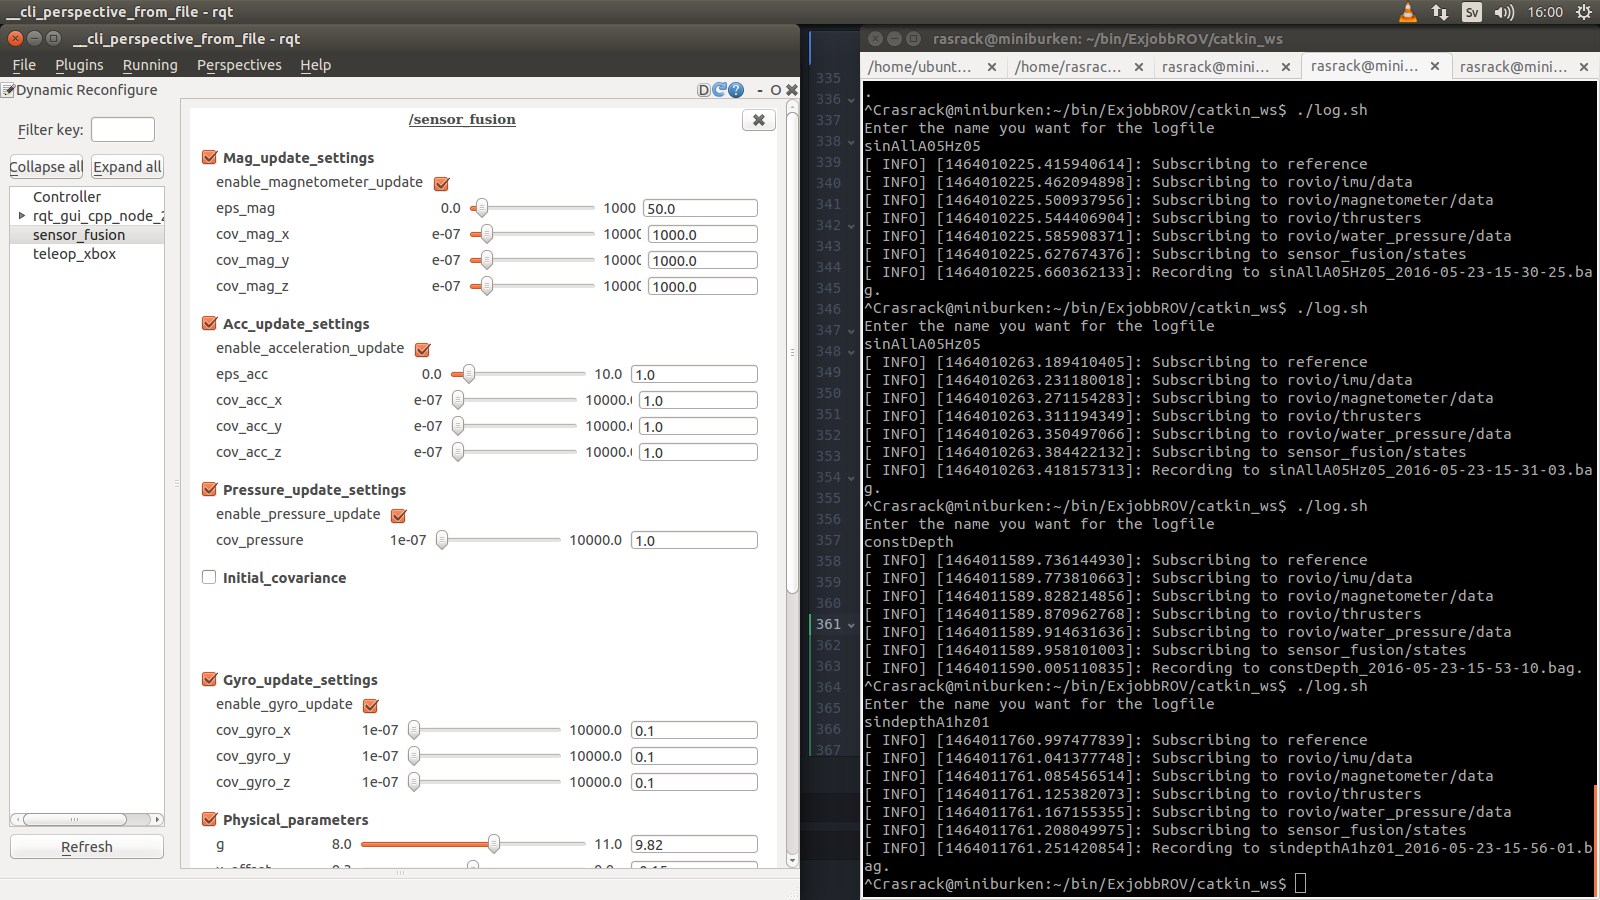 __cli_perspective_from_file - rqt
Sv
16:00
__cli_perspective_from_file - rqt
File Plugins Running Perspectives Help
Dynamic Reconfigure
D
- O
Filter key:
Collapse all Expand all
Controller
rqt_gui_cpp_node_2
sensor_fusion
teleop_xbox
Refresh
/sensor_fusion
Mag_update_settings
enable_magnetometer_update
eps_mag 0.0 1000 50.0
cov_mag_x e-07 1000( 1000.0
cov_mag_y e-07 1000( 1000.0
cov_mag_z e-07 1000( 1000.0
Acc_update_settings
enable_acceleration_update
eps_acc 0.0 10.0 1.0
cov_acc_x e-07 10000.( 1.0
cov_acc_y e-07 10000.( 1.0
cov_acc_z e-07 10000.( 1.0
Pressure_update_settings
enable_pressure_update
cov_pressure 1e-07 10000.0 1.0
Initial_covariance
Gyro_update_settings
enable_gyro_update
cov_gyro_x 1e-07 10000.0 0.1
cov_gyro_y 1e-07 10000.0 0.1
cov_gyro_z 1e-07 10000.0 0.1
Physical_parameters
g 8.0 11.0 9.82
335
336
337
338
339
340
341
342
343
344
345
346
347
348
349
350
351
352
353
354
355
356
357
358
359
360
361
362
363
364
365
366
367
rasrack@miniburken: ~/bin/ExjobbROV/catkin_ws
/home/ubunt... /home/rasrac... rasrack@mini... rasrack@mini... rasrack@mini...
.
^Crasrack@miniburken:~/bin/ExjobbROV/catkin_ws$ ./log.sh
Enter the name you want for the logfile
sinAllA05Hz05
[ INFO] [1464010225.415940614]: Subscribing to reference
[ INFO] [1464010225.462094898]: Subscribing to rovio/imu/data
[ INFO] [1464010225.500937956]: Subscribing to rovio/magnetometer/data
[ INFO] [1464010225.544406904]: Subscribing to rovio/thrusters
[ INFO] [1464010225.585908371]: Subscribing to rovio/water_pressure/data
[ INFO] [1464010225.627674376]: Subscribing to sensor_fusion/states
[ INFO] [1464010225.660362133]: Recording to sinAllA05Hz05_2016-05-23-15-30-25.ba
g.
^Crasrack@miniburken:~/bin/ExjobbROV/catkin_ws$ ./log.sh
Enter the name you want for the logfile
sinAllA05Hz05
[ INFO] [1464010263.189410405]: Subscribing to reference
[ INFO] [1464010263.231180018]: Subscribing to rovio/imu/data
[ INFO] [1464010263.271154283]: Subscribing to rovio/magnetometer/data
[ INFO] [1464010263.311194349]: Subscribing to rovio/thrusters
[ INFO] [1464010263.350497066]: Subscribing to rovio/water_pressure/data
[ INFO] [1464010263.384422132]: Subscribing to sensor_fusion/states
[ INFO] [1464010263.418157313]: Recording to sinAllA05Hz05_2016-05-23-15-31-03.ba
g.
^Crasrack@miniburken:~/bin/ExjobbROV/catkin_ws$ ./log.sh
Enter the name you want for the logfile
constDepth
[ INFO] [1464011589.736144930]: Subscribing to reference
[ INFO] [1464011589.773810663]: Subscribing to rovio/imu/data
[ INFO] [1464011589.828214856]: Subscribing to rovio/magnetometer/data
[ INFO] [1464011589.870962768]: Subscribing to rovio/thrusters
[ INFO] [1464011589.914631636]: Subscribing to rovio/water_pressure/data
[ INFO] [1464011589.958101003]: Subscribing to sensor_fusion/states
[ INFO] [1464011590.005110835]: Recording to constDepth_2016-05-23-15-53-10.bag.
^Crasrack@miniburken:~/bin/ExjobbROV/catkin_ws$ ./log.sh
Enter the name you want for the logfile
sindepthA1hz01
[ INFO] [1464011760.997477839]: Subscribing to reference
[ INFO] [1464011761.041377748]: Subscribing to rovio/imu/data
[ INFO] [1464011761.085456514]: Subscribing to rovio/magnetometer/data
[ INFO] [1464011761.125382073]: Subscribing to rovio/thrusters
[ INFO] [1464011761.167155355]: Subscribing to rovio/water_pressure/data
[ INFO] [1464011761.208049975]: Subscribing to sensor_fusion/states
[ INFO] [1464011761.251420854]: Recording to sindepthA1hz01_2016-05-23-15-56-01.b
ag.
^Crasrack@miniburken:~/bin/ExjobbROV/catkin_ws$